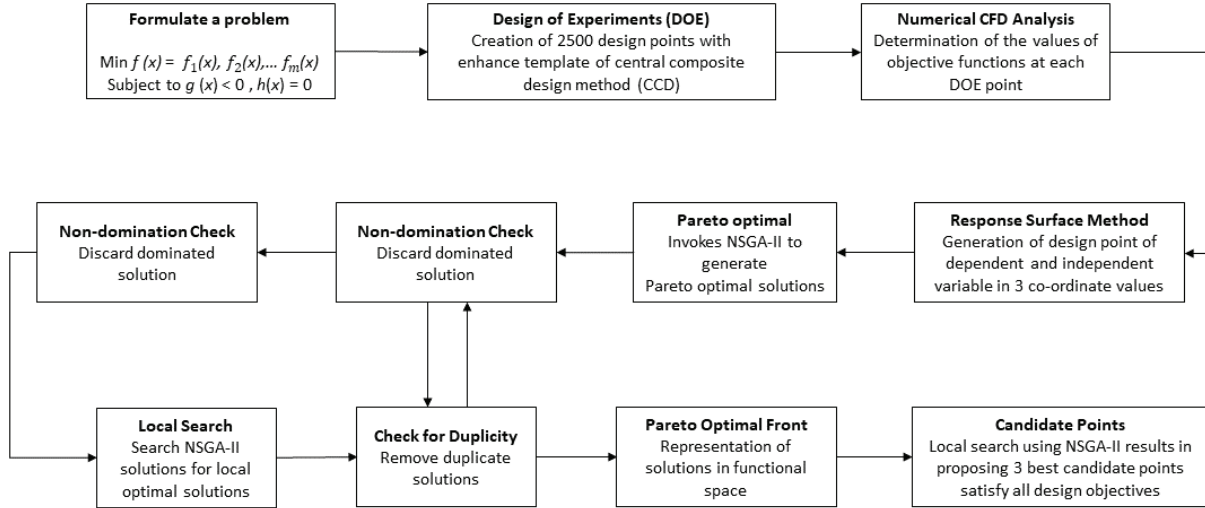 Formulate a problem
Min f (x) = f₁(x), f₂(x),... fₘ(x)
Subject to g (x) < 0 , h(x) = 0
Design of Experiments (DOE)
Creation of 2500 design points with
enhance template of central composite
design method (CCD)
Numerical CFD Analysis
Determination of the values of
objective functions at each
DOE point
Response Surface Method
Generation of design point of
dependent and independent
variable in 3 co-ordinate values
Pareto optimal
Invokes NSGA-II to
generate
Pareto optimal solutions
Non-domination Check
Discard dominated
solution
Non-domination Check
Discard dominated
solution
Local Search
Search NSGA-II
solutions for local
optimal solutions
Check for Duplicity
Remove duplicate
solutions
Pareto Optimal Front
Representation of
solutions in functional
space
Candidate Points
Local search using NSGA-II results in
proposing 3 best candidate points
satisfy all design objectives